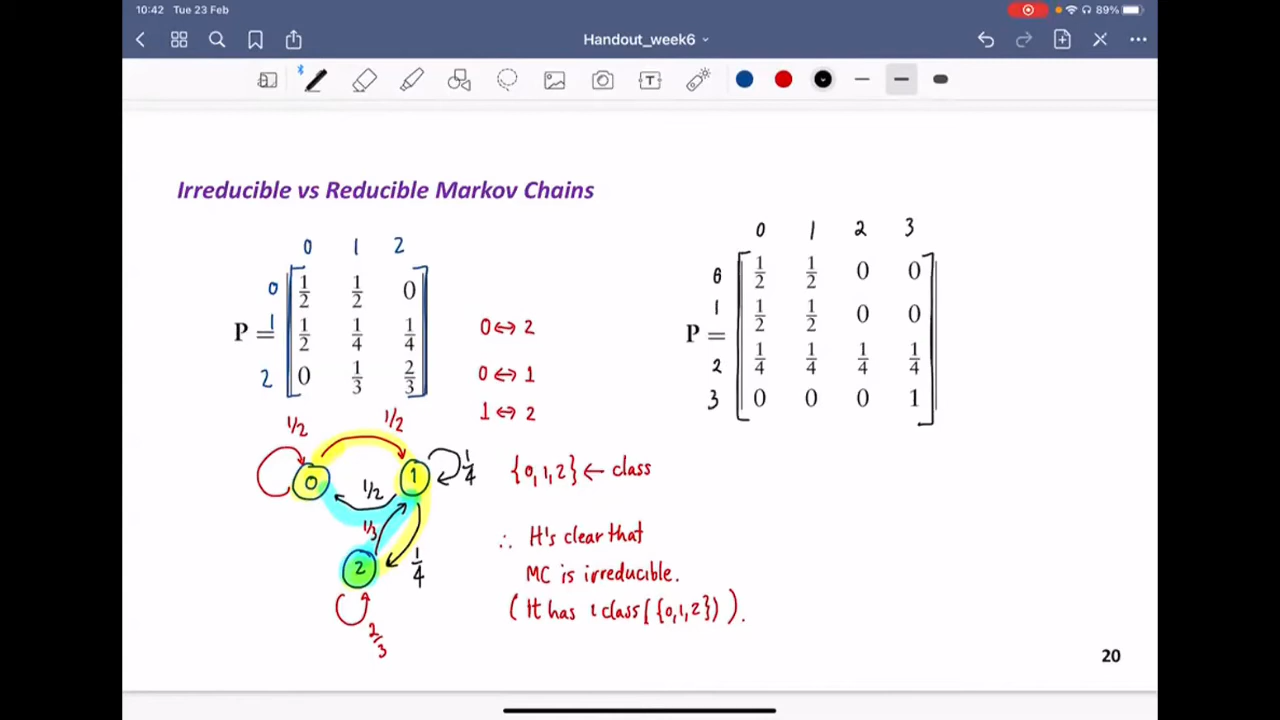 10:42 Tue 23 Feb
89%
Handout_week6
Irreducible vs Reducible Markov Chains
0 1 2
0 1/2 1/2 0
P = 1 1/2 1/4 1/4
2 0 1/3 2/3
0 ↔ 2
0 ↔ 1
1 ↔ 2
1/2 1/2
0 1 1/4
1/2
1/3
2 1/4
2/3
{0,1,2} ← class
∴ It's clear that
MC is irreducible.
(It has 1 class ({0,1,2}).
0 1 2 3
0 1/2 1/2 0 0
1 1/2 1/2 0 0
P =
2 1/4 1/4 1/4 1/4
3 0 0 0 1
20